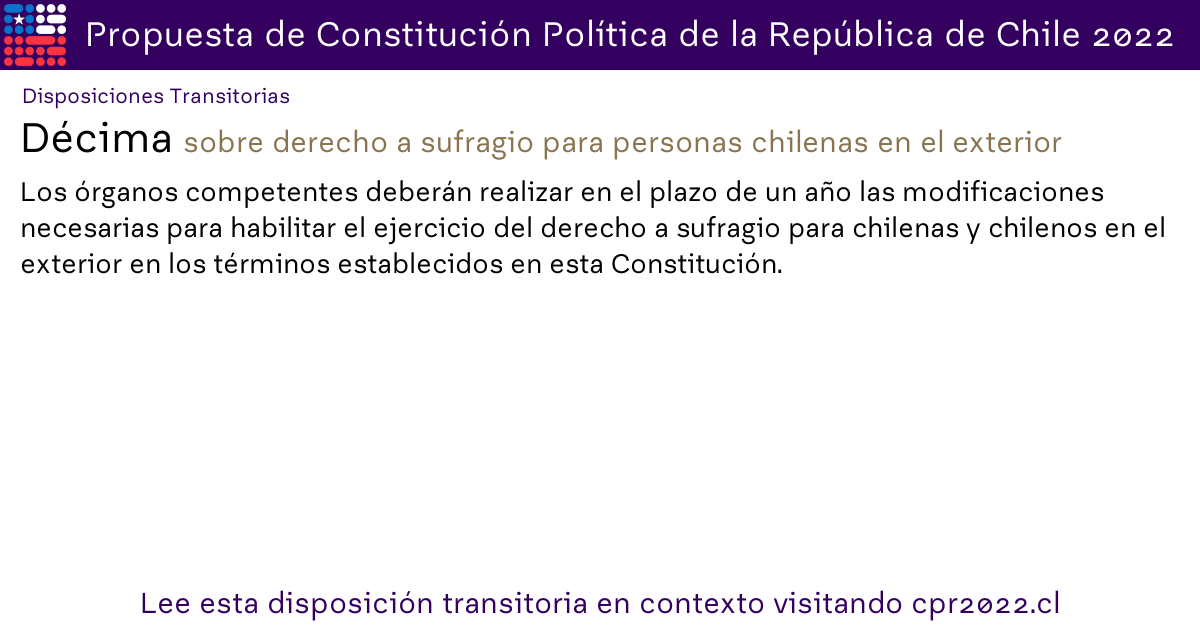 Propuesta de Constitución Política de la República de Chile 2022
Disposiciones Transitorias
Décima sobre derecho a sufragio para personas chilenas en el exterior
Los órganos competentes deberán realizar en el plazo de un año las modificaciones
necesarias para habilitar el ejercicio del derecho a sufragio para chilenas y chilenos en el
exterior en los términos establecidos en esta Constitución.
Lee esta disposición transitoria en contexto visitando cpr2022.cl